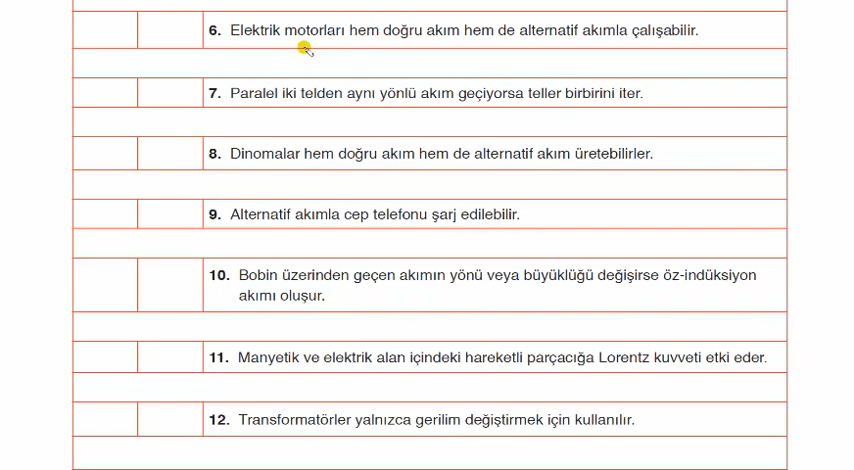 6. Elektrik motorları hem doğru akım hem de alternatif akımla çalışabilir.
7. Paralel iki telden aynı yönlü akım geçiyorsa teller birbirini iter.
8. Dinomalar hem doğru akım hem de alternatif akım üretebilirler.
9. Alternatif akımla cep telefonu şarj edilebilir.
10. Bobin üzerinden geçen akımın yönü veya büyüklüğü değişirse öz-indüksiyon
akımı oluşur.
11. Manyetik ve elektrik alan içindeki hareketli parçacığa Lorentz kuvveti etki eder.
12. Transformatörler yalnızca gerilim değiştirmek için kullanılır.